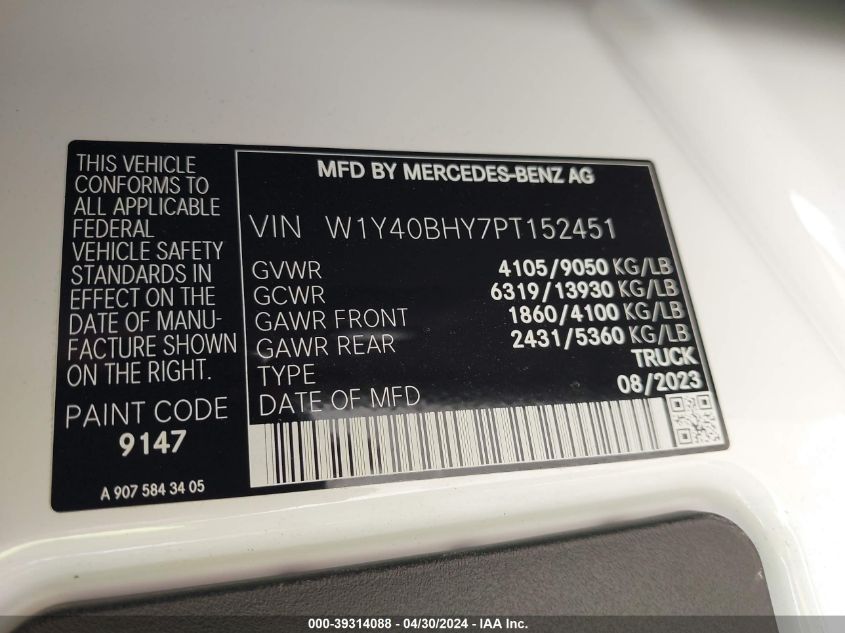 THIS VEHICLE
CONFORMS TO
ALL APPLICABLE
FEDERAL
VEHICLE SAFETY
STANDARDS IN
EFFECT ON THE
DATE OF MANU-
FACTURE SHOWN
ON THE RIGHT.
PAINT CODE
9147
A 907 584 34 05
MFD BY MERCEDES-BENZ AG
VIN W1Y40BHY7PT152451
GVWR 4105/9050 KG/LB
GCWR 6319/13930 KG/LB
GAWR FRONT 1860/4100 KG/LB
GAWR REAR 2431/5360 KG/LB
TYPE TRUCK
DATE OF MFD 08/2023
000-39314088 - 04/30/2024 - IAA Inc.